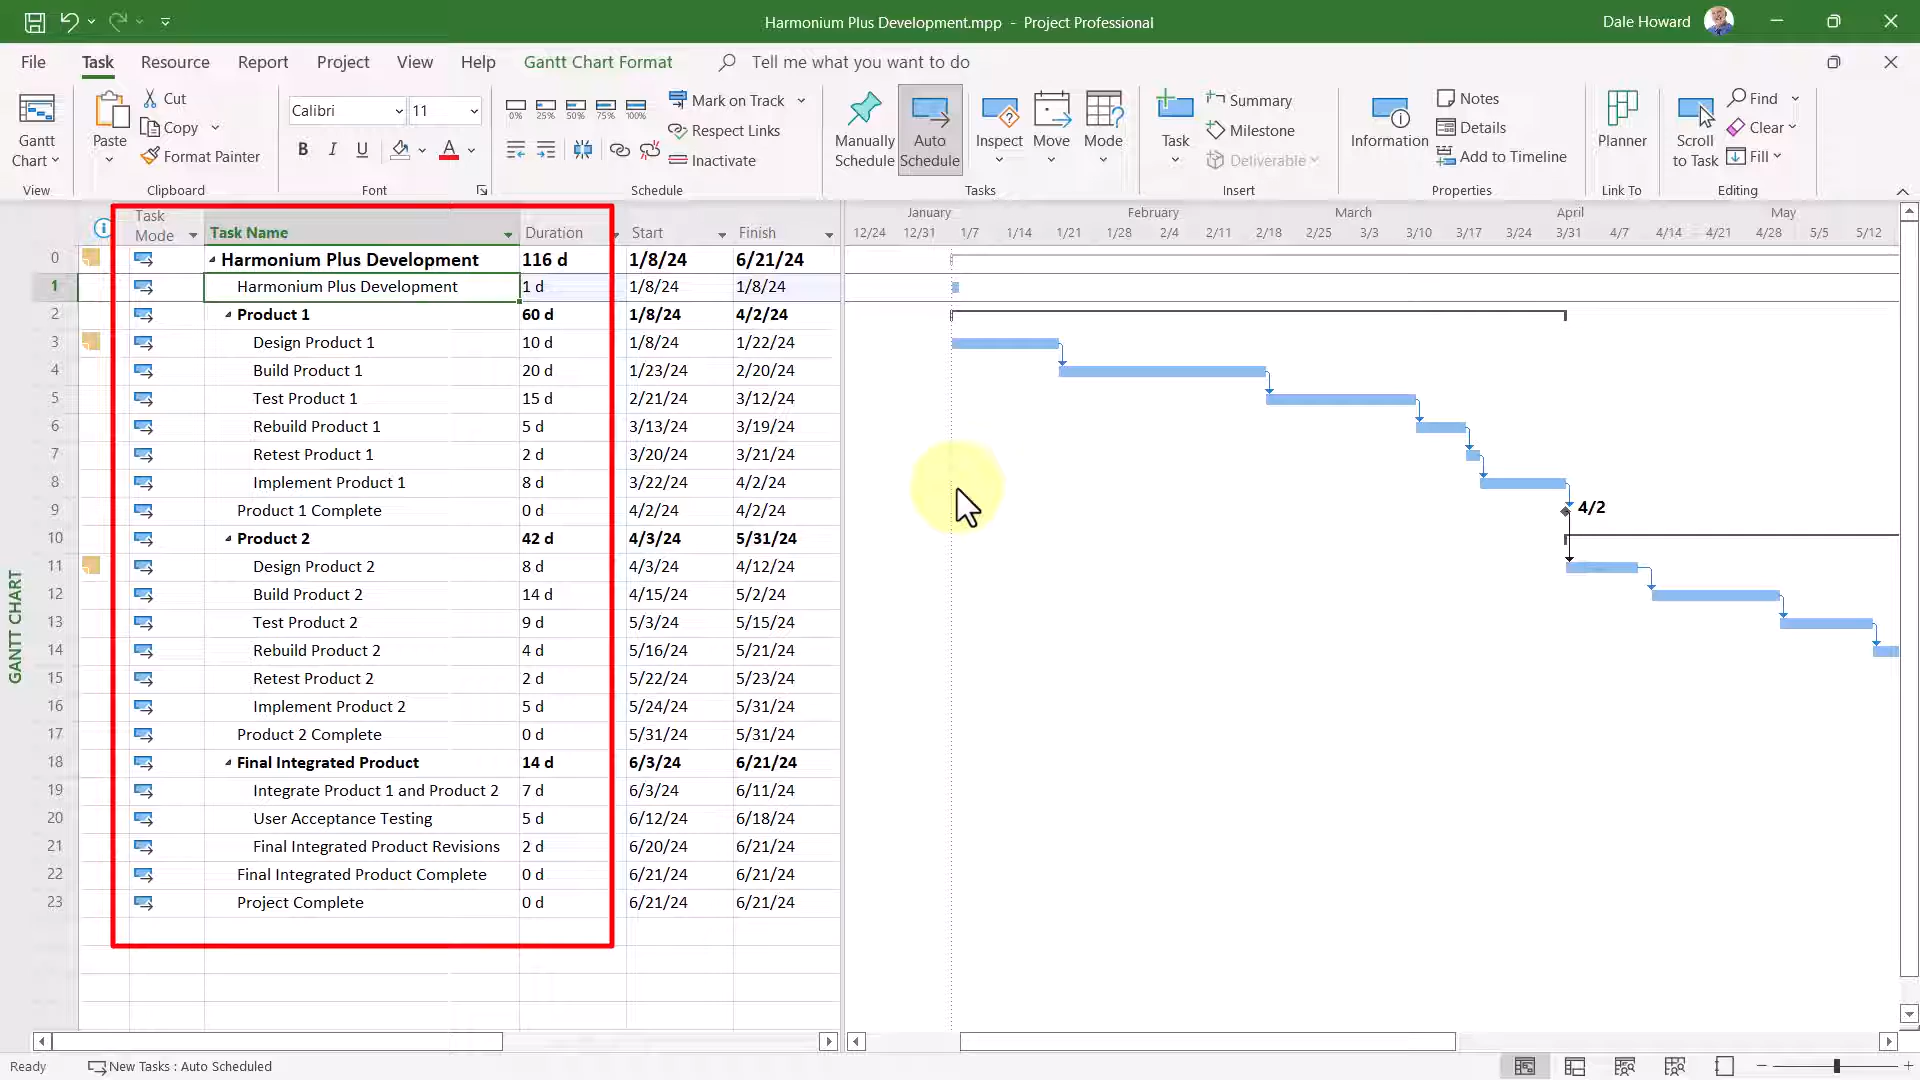 Harmonium Plus Development.mpp - Project Professional
Dale Howard
File Task Resource Report Project View Help Gantt Chart Format Tell me what you want to do
Gantt Chart
View
Paste
Cut
Copy
Format Painter
Clipboard
Calibri 11
B I U A
Font
0% 25% 50% 75% 100%
Mark on Track
Respect Links
Inactivate
Schedule
Manually Schedule
Auto Schedule
Inspect
Move
Mode
Tasks
Task
Summary
Milestone
Deliverable
Insert
Information
Notes
Details
Add to Timeline
Properties
Planner
Link To
Scroll to Task
Find
Clear
Fill
Editing
Task Mode Task Name Duration Start Finish
January February March April May
12/24 12/31 1/7 1/14 1/21 1/28 2/4 2/11 2/18 2/25 3/3 3/10 3/17 3/24 3/31 4/7 4/14 4/21 4/28 5/5 5/12
0 Harmonium Plus Development 116 d 1/8/24 6/21/24
1 Harmonium Plus Development 1 d 1/8/24 1/8/24
2 Product 1 60 d 1/8/24 4/2/24
3 Design Product 1 10 d 1/8/24 1/22/24
4 Build Product 1 20 d 1/23/24 2/20/24
5 Test Product 1 15 d 2/21/24 3/12/24
6 Rebuild Product 1 5 d 3/13/24 3/19/24
7 Retest Product 1 2 d 3/20/24 3/21/24
8 Implement Product 1 8 d 3/22/24 4/2/24
9 Product 1 Complete 0 d 4/2/24 4/2/24 4/2
10 Product 2 42 d 4/3/24 5/31/24
11 Design Product 2 8 d 4/3/24 4/12/24
12 Build Product 2 14 d 4/15/24 5/2/24
13 Test Product 2 9 d 5/3/24 5/15/24
14 Rebuild Product 2 4 d 5/16/24 5/21/24
15 Retest Product 2 2 d 5/22/24 5/23/24
16 Implement Product 2 5 d 5/24/24 5/31/24
17 Product 2 Complete 0 d 5/31/24 5/31/24
18 Final Integrated Product 14 d 6/3/24 6/21/24
19 Integrate Product 1 and Product 2 7 d 6/3/24 6/11/24
20 User Acceptance Testing 5 d 6/12/24 6/18/24
21 Final Integrated Product Revisions 2 d 6/20/24 6/21/24
22 Final Integrated Product Complete 0 d 6/21/24 6/21/24
23 Project Complete 0 d 6/21/24 6/21/24
GANTT CHART
Ready New Tasks : Auto Scheduled